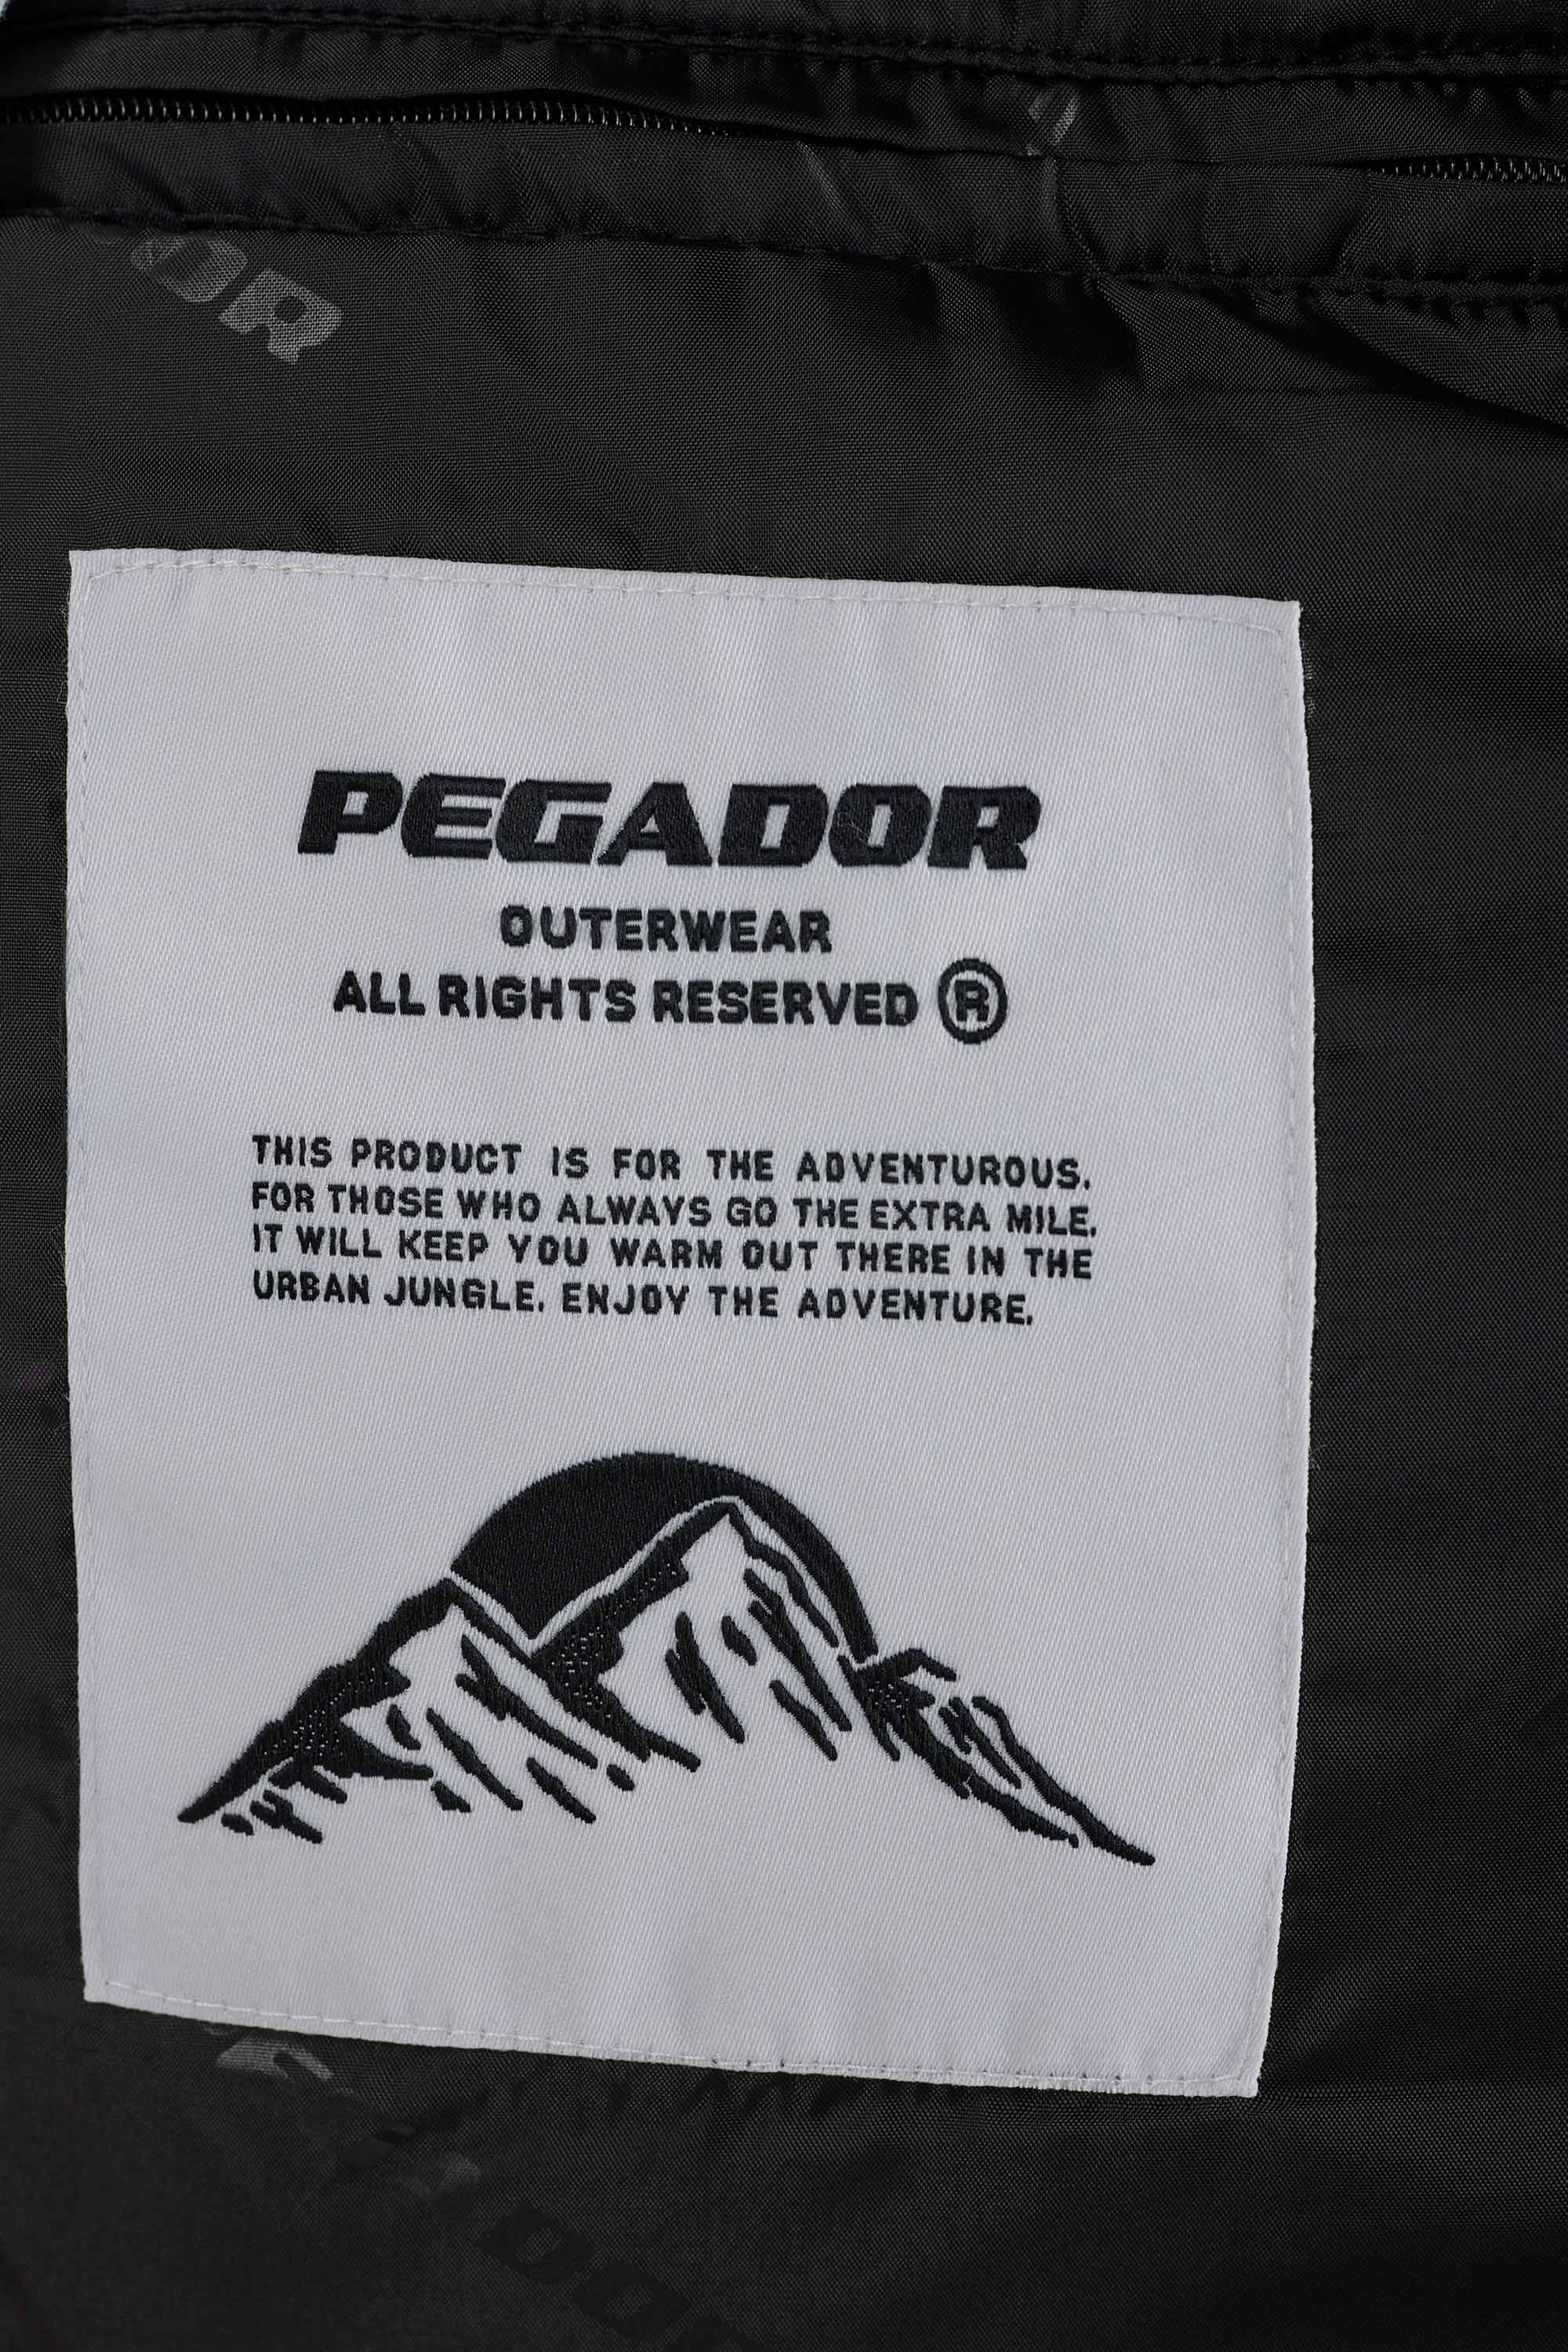 DOR
PEGADOR
OUTERWEAR
ALL RIGHTS RESERVED ®
THIS PRODUCT IS FOR THE ADVENTUROUS.
FOR THOSE WHO ALWAYS GO THE EXTRA MILE.
IT WILL KEEP YOU WARM OUT THERE IN THE
URBAN JUNGLE. ENJOY THE ADVENTURE.